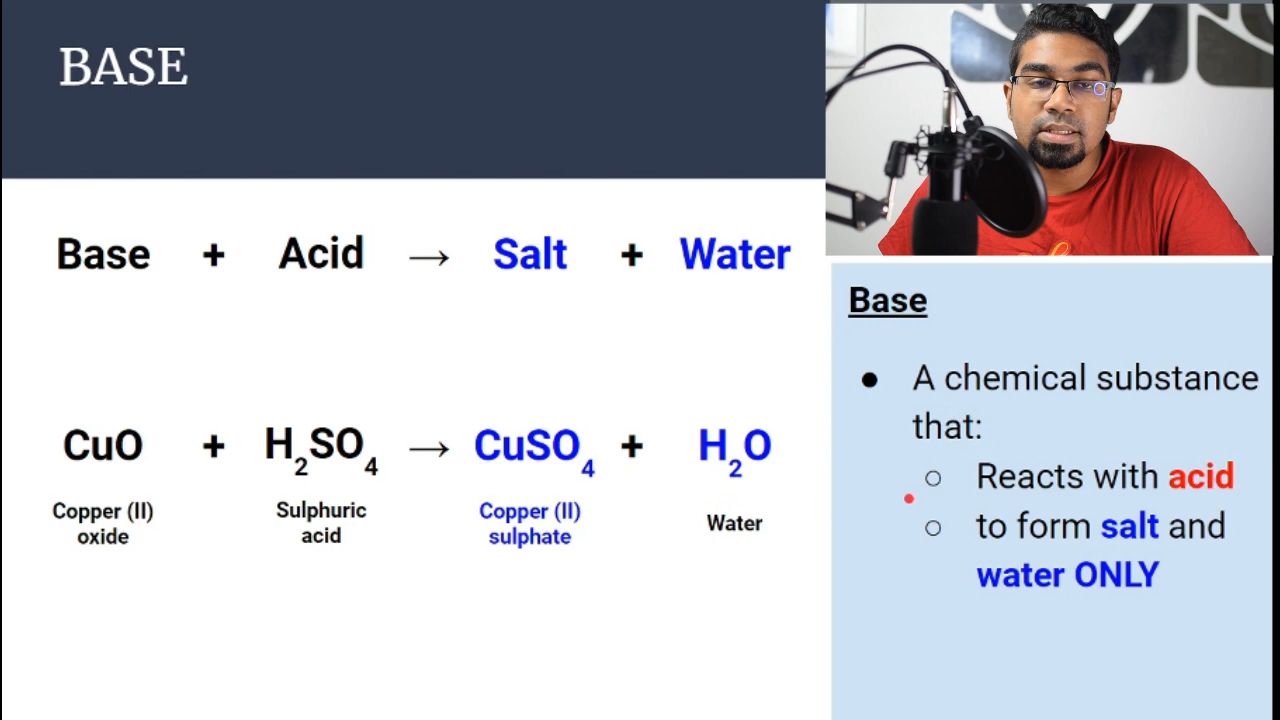 BASE
Base + Acid → Salt + Water
CuO + H₂SO₄ → CuSO₄ + H₂O
Copper (II) oxide
Sulphuric acid
Copper (II) sulphate
Water
Base
● A chemical substance
that:
○ Reacts with acid
○ to form salt and
water ONLY